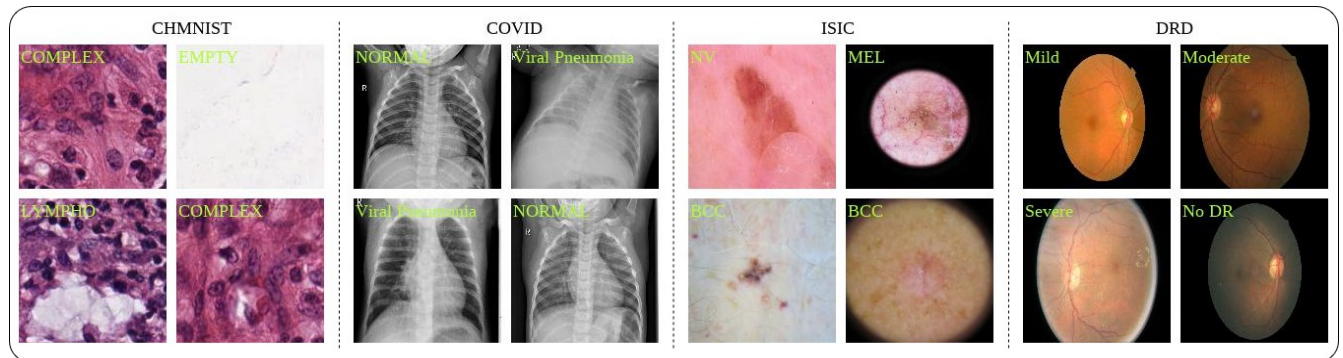 CHMNIST
COVID
ISIC
DRD
COMPLEX
EMPTY
NORMAL
Viral Pneumonia
NV
MEL
Mild
Moderate
R
LYMPHO
COMPLEX
Viral Pneumonia
NORMAL
BCC
BCC
Severe
No DR
R